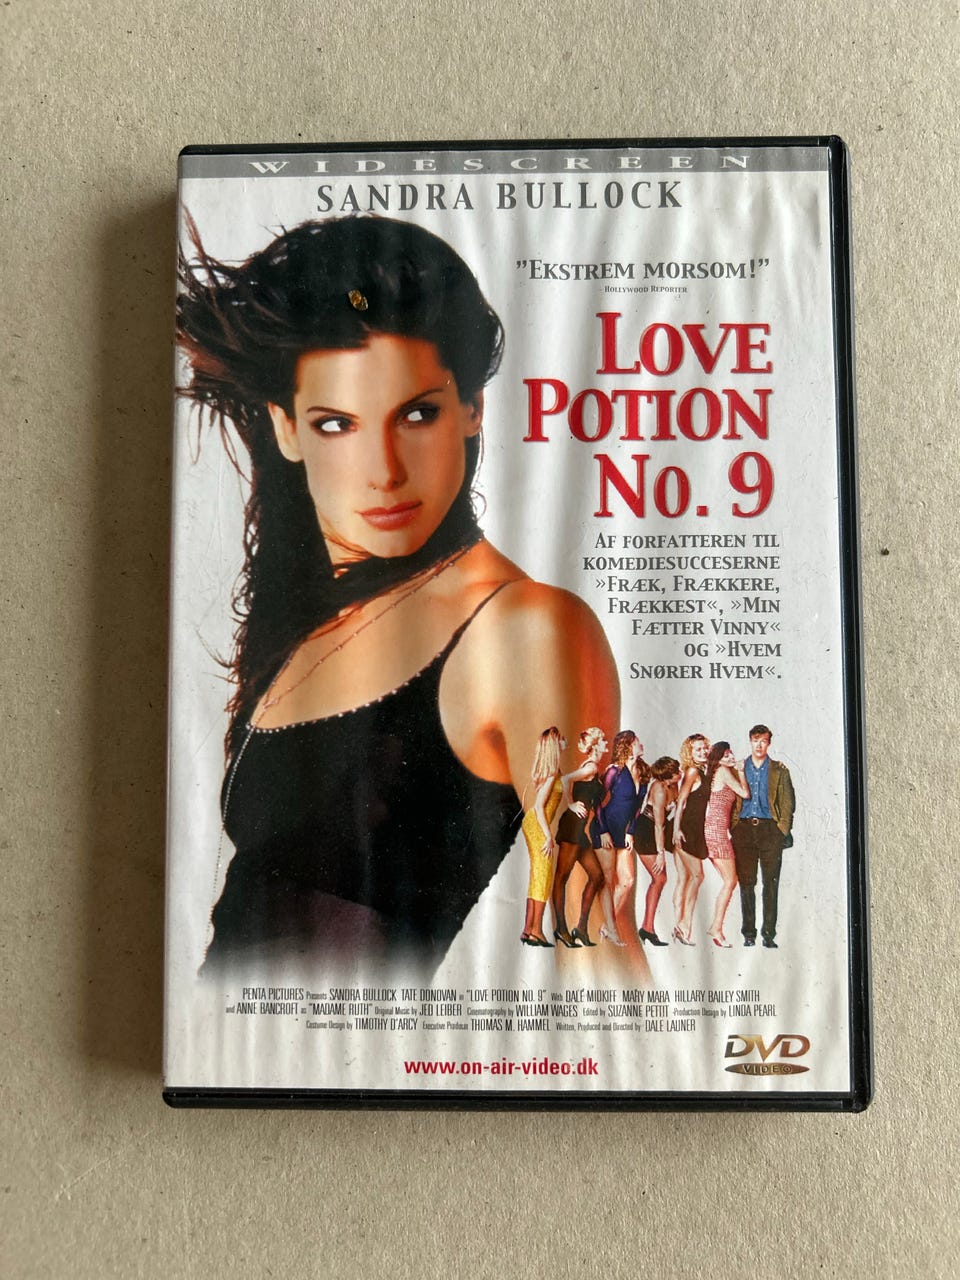 WIDESCREEN
SANDRA BULLOCK
"EKSTREM MORSOM!"
- HOLLYWOOD REPORTER
LOVE
POTION
NO. 9
AF FORFATTEREN TIL
KOMEDIESUCCESERNE
»FRÆK, FRÆKKERE,
FRÆKKEST«, »MIN
FÆTTER VINNY«
OG »HVEM
SNØRER HVEM«.
PENTA PICTURES Presents SANDRA BULLOCK TATE DONOVAN in "LOVE POTION NO. 9" With DALE MIDKIFF MARY MARA HILLARY BAILEY SMITH
and ANNE BANCROFT as "MADAME RUTH" Original Music by JED LEIBER Cinematography by WILLIAM WAGES Edited by SUZANNE PETTIT Production Design by LINDA PEARL
Costume Design by TIMOTHY D'ARCY Executive Produced THOMAS M. HAMMEL Written, Produced and Directed by DALE LAUNER
DVD
VIDEO
www.on-air-video.dk